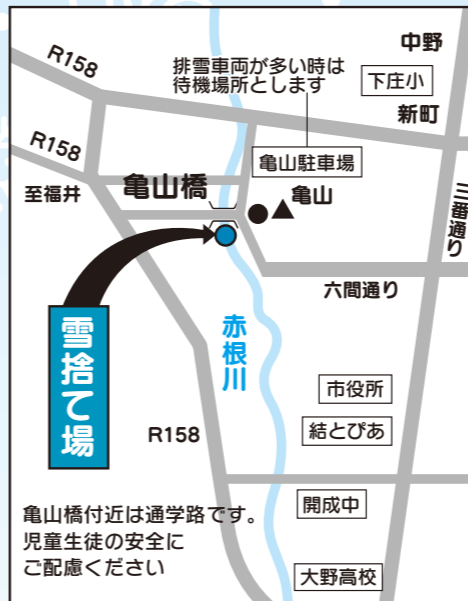 中野
R158
排雪車両が多い時は
待機場所とします
下庄小
新町
R158
亀山駐車場
至福井
亀山橋
亀山
三番通り
六間通り
雪捨て場
赤根川
市役所
R158
結とぴあ
開成中
亀山橋付近は通学路です。
児童生徒の安全に
ご配慮ください
大野高校